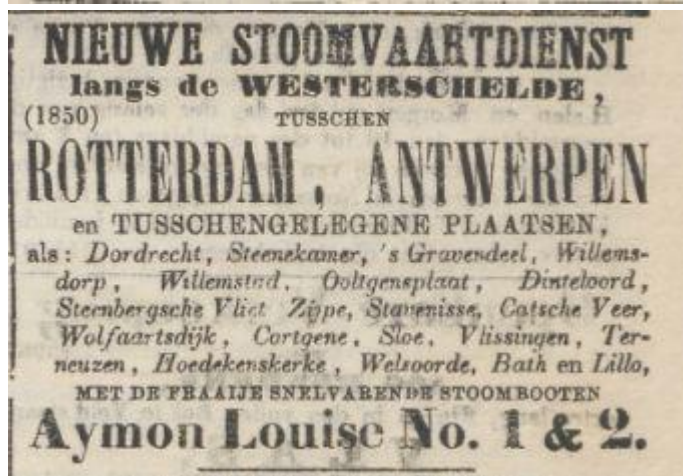 NIEUWE STOOMVAARTDIENST
langs de WESTERSCHELDE,
(1850) TUSSCHEN
ROTTERDAM, ANTWERPEN
en TUSSCHENGELEGENE PLAATSEN,
als: Dordrecht, Steenekamer, 's Gravendeel, Willems-
dorp, Willemstad, Ooltgensplaat, Dinteloord,
Steenbergsche Vliet Zippe, Stavenisse, Catsche Veer,
Wolfaartsdijk, Cortgene, Sloe, Vlissingen, Ter-
neuzen, Hoedekenskerke, Welsoorde, Bath en Lillo,
MET DE FRAAIJE SNELVARENDE STOOMBOOTEN
Aymon Louise No. 1 & 2.